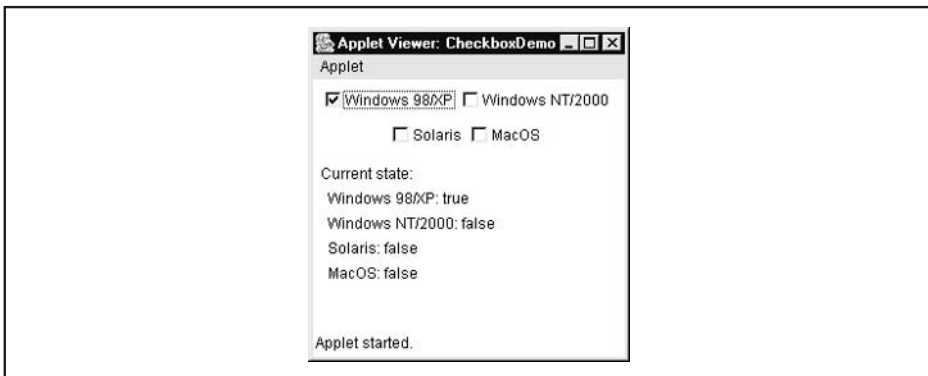 Applet Viewer: CheckboxDemo
Applet
Windows 98/XP Windows NT/2000
Solaris MacOS
Current state:
Windows 98/XP: true
Windows NT/2000: false
Solaris: false
MacOS: false
Applet started.